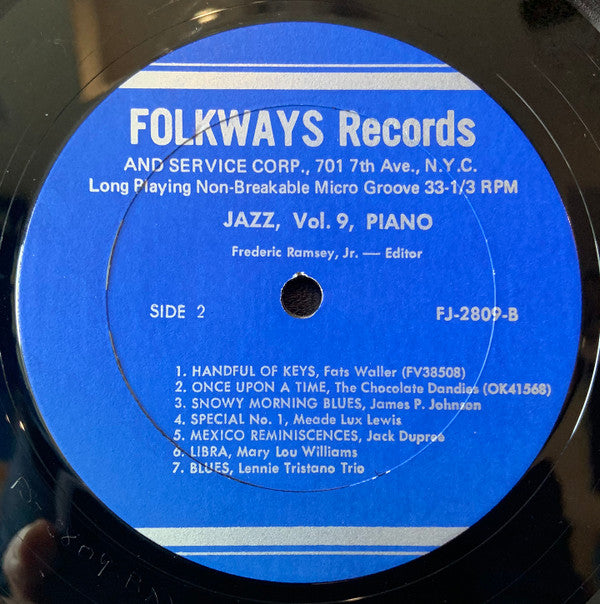 FOLKWAYS Records
AND SERVICE CORP., 701 7th Ave., N.Y.C.
Long Playing Non-Breakable Micro Groove 33-1/3 RPM
JAZZ, Vol. 9, PIANO
Frederic Ramsey, Jr. — Editor
SIDE 2
FJ-2809-B
1. HANDFUL OF KEYS, Fats Waller (FV38508)
2. ONCE UPON A TIME, The Chocolate Dandies (OK41568)
3. SNOWY MORNING BLUES, James P. Johnson
4. SPECIAL No. 1, Meade Lux Lewis
5. MEXICO REMINISCENCES, Jack Dupree
6. LIBRA, Mary Lou Williams
7. BLUES, Lennie Tristano Trio